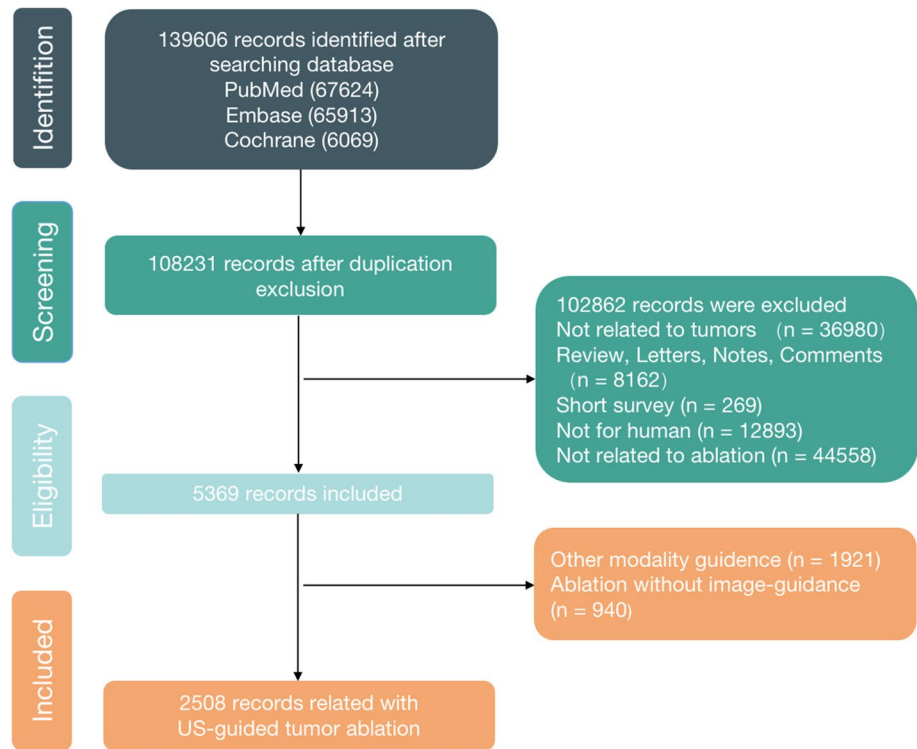 Identifition
139606 records identified after
searching database
PubMed (67624)
Embase (65913)
Cochrane (6069)
Screening
108231 records after duplication
exclusion
102862 records were excluded
Not related to tumors （n = 36980）
Review, Letters, Notes, Comments
（n = 8162）
Short survey (n = 269)
Not for human (n = 12893)
Not related to ablation (n = 44558)
Eligibility
5369 records included
Other modality guidence (n = 1921)
Ablation without image-guidance
(n = 940)
Included
2508 records related with
US-guided tumor ablation